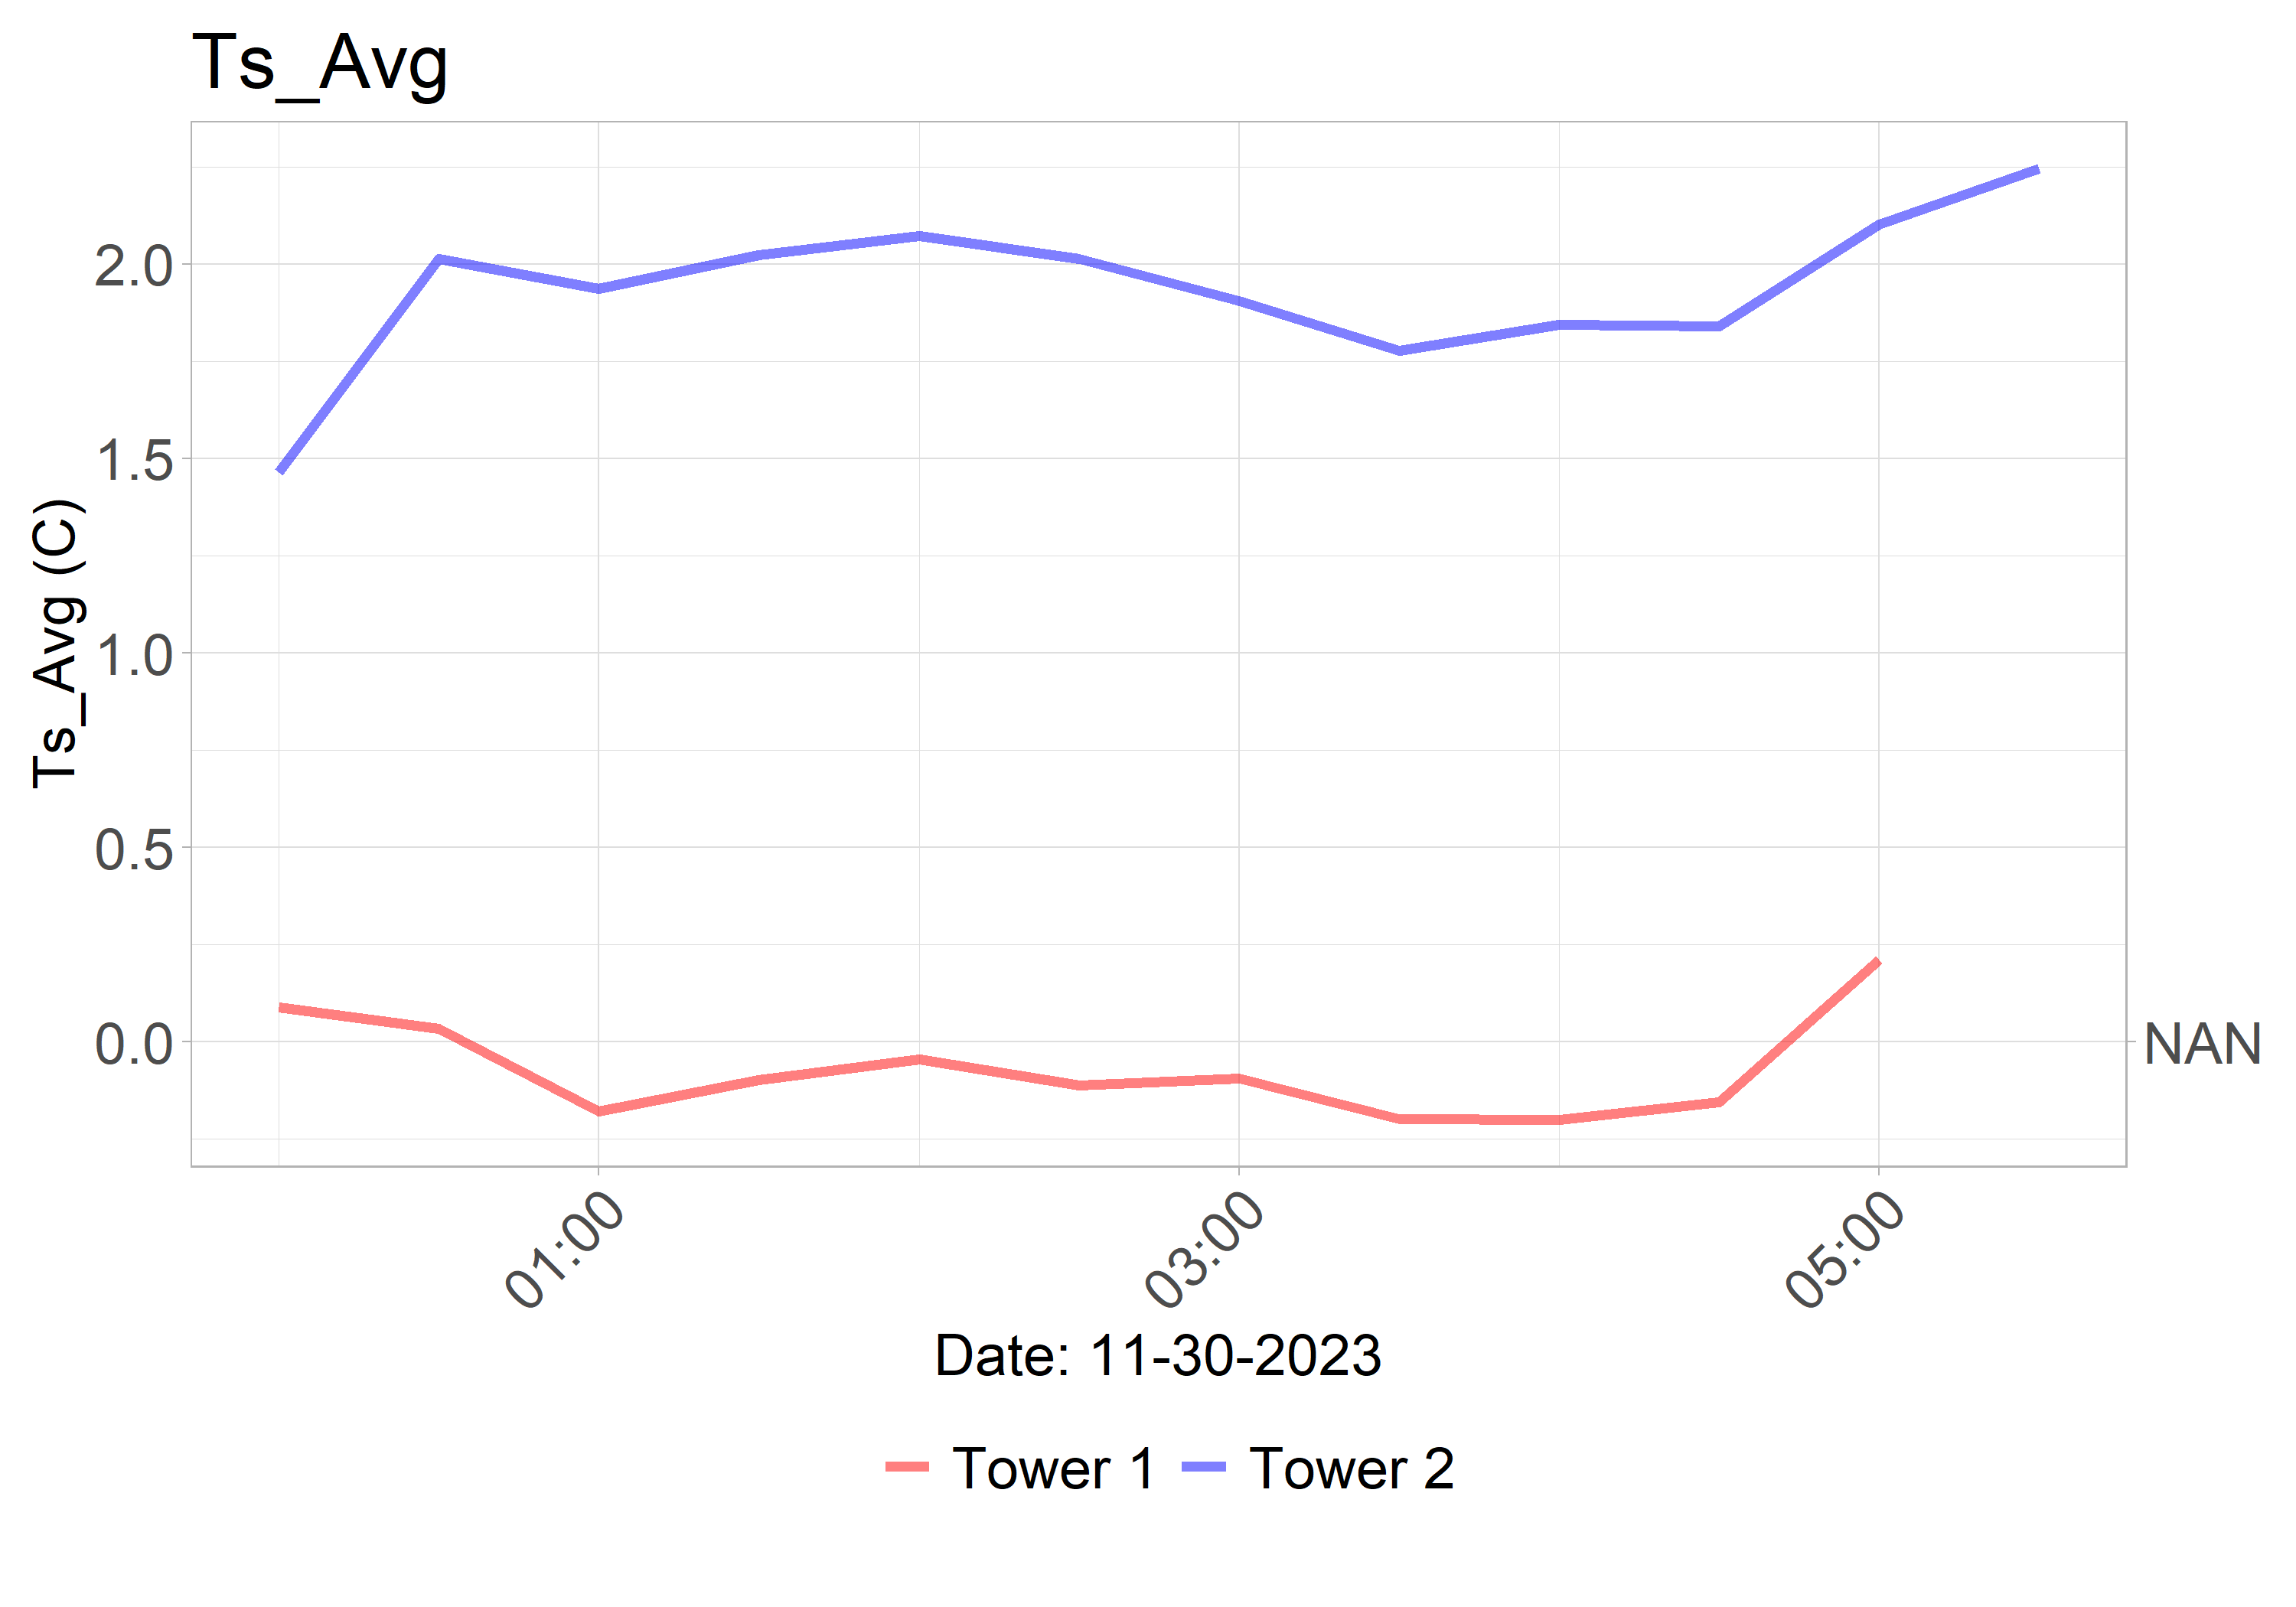 Ts_Avg
Ts_Avg (C)
2.0
1.5
1.0
0.5
0.0
NAN
01:00
03:00
05:00
Date: 11-30-2023
Tower 1
Tower 2